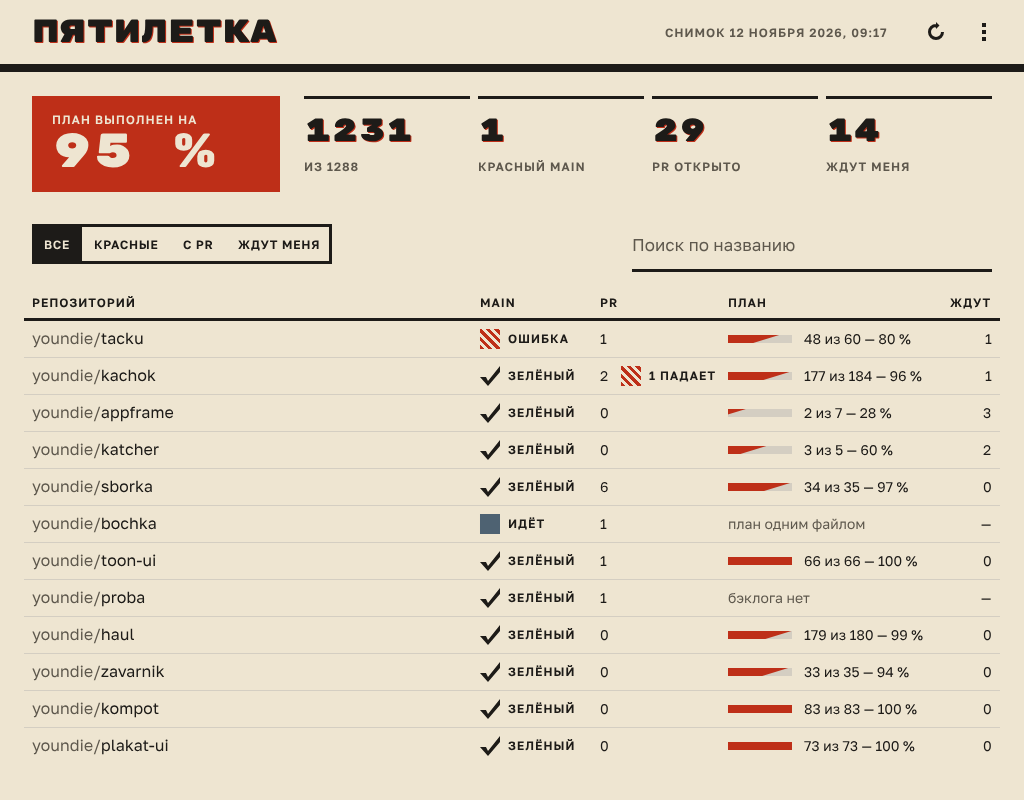 ПЯТИЛЕТКА
СНИМОК 12 НОЯБРЯ 2026, 09:17
ПЛАН ВЫПОЛНЕН НА
95 %
1231
ИЗ 1288
1
КРАСНЫЙ MAIN
29
PR ОТКРЫТО
14
ЖДУТ МЕНЯ
ВСЕ КРАСНЫЕ С PR ЖДУТ МЕНЯ
Поиск по названию
РЕПОЗИТОРИЙ MAIN PR ПЛАН ЖДУТ
youndie/tacku ОШИБКА 1 48 из 60 — 80 % 1
youndie/kachok ЗЕЛЁНЫЙ 2 1 ПАДАЕТ 177 из 184 — 96 % 1
youndie/appframe ЗЕЛЁНЫЙ 0 2 из 7 — 28 % 3
youndie/katcher ЗЕЛЁНЫЙ 0 3 из 5 — 60 % 2
youndie/sborka ЗЕЛЁНЫЙ 6 34 из 35 — 97 % 0
youndie/bochka ИДЁТ 1 план одним файлом —
youndie/toon-ui ЗЕЛЁНЫЙ 1 66 из 66 — 100 % 0
youndie/proba ЗЕЛЁНЫЙ 1 бэклога нет —
youndie/haul ЗЕЛЁНЫЙ 0 179 из 180 — 99 % 0
youndie/zavarnik ЗЕЛЁНЫЙ 0 33 из 35 — 94 % 0
youndie/kompot ЗЕЛЁНЫЙ 0 83 из 83 — 100 % 0
youndie/plakat-ui ЗЕЛЁНЫЙ 0 73 из 73 — 100 % 0